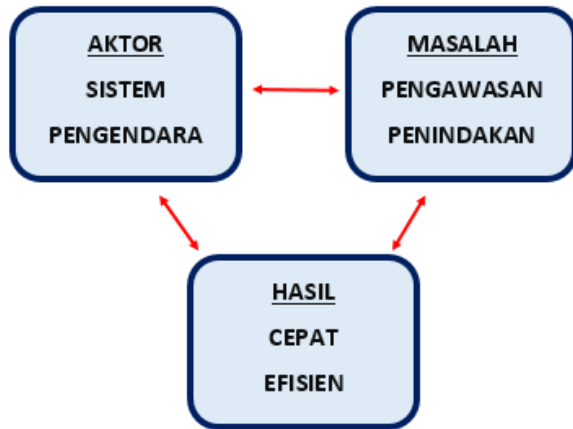 AKTOR
SISTEM
PENGENDARA
MASALAH
PENGAWASAN
PENINDAKAN
HASIL
CEPAT
EFISIEN